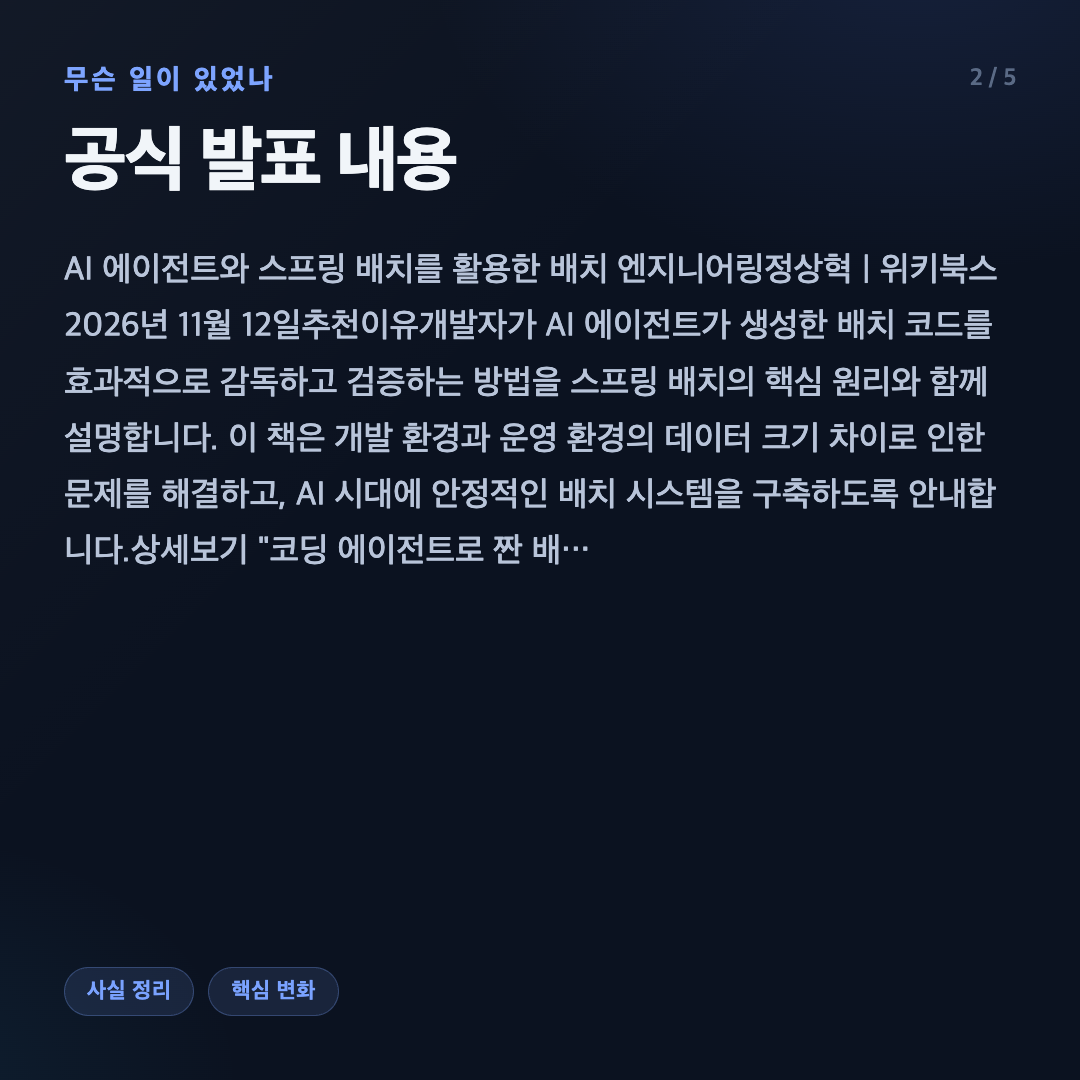 무슨 일이 있었나
2 / 5
공식 발표 내용
AI 에이전트와 스프링 배치를 활용한 배치 엔지니어링정상혁 | 위키북스
2026년 11월 12일추천이유개발자가 AI 에이전트가 생성한 배치 코드를
효과적으로 감독하고 검증하는 방법을 스프링 배치의 핵심 원리와 함께
설명합니다. 이 책은 개발 환경과 운영 환경의 데이터 크기 차이로 인한
문제를 해결하고, AI 시대에 안정적인 배치 시스템을 구축하도록 안내합
니다.상세보기 "코딩 에이전트로 짠 배…
사실 정리
핵심 변화